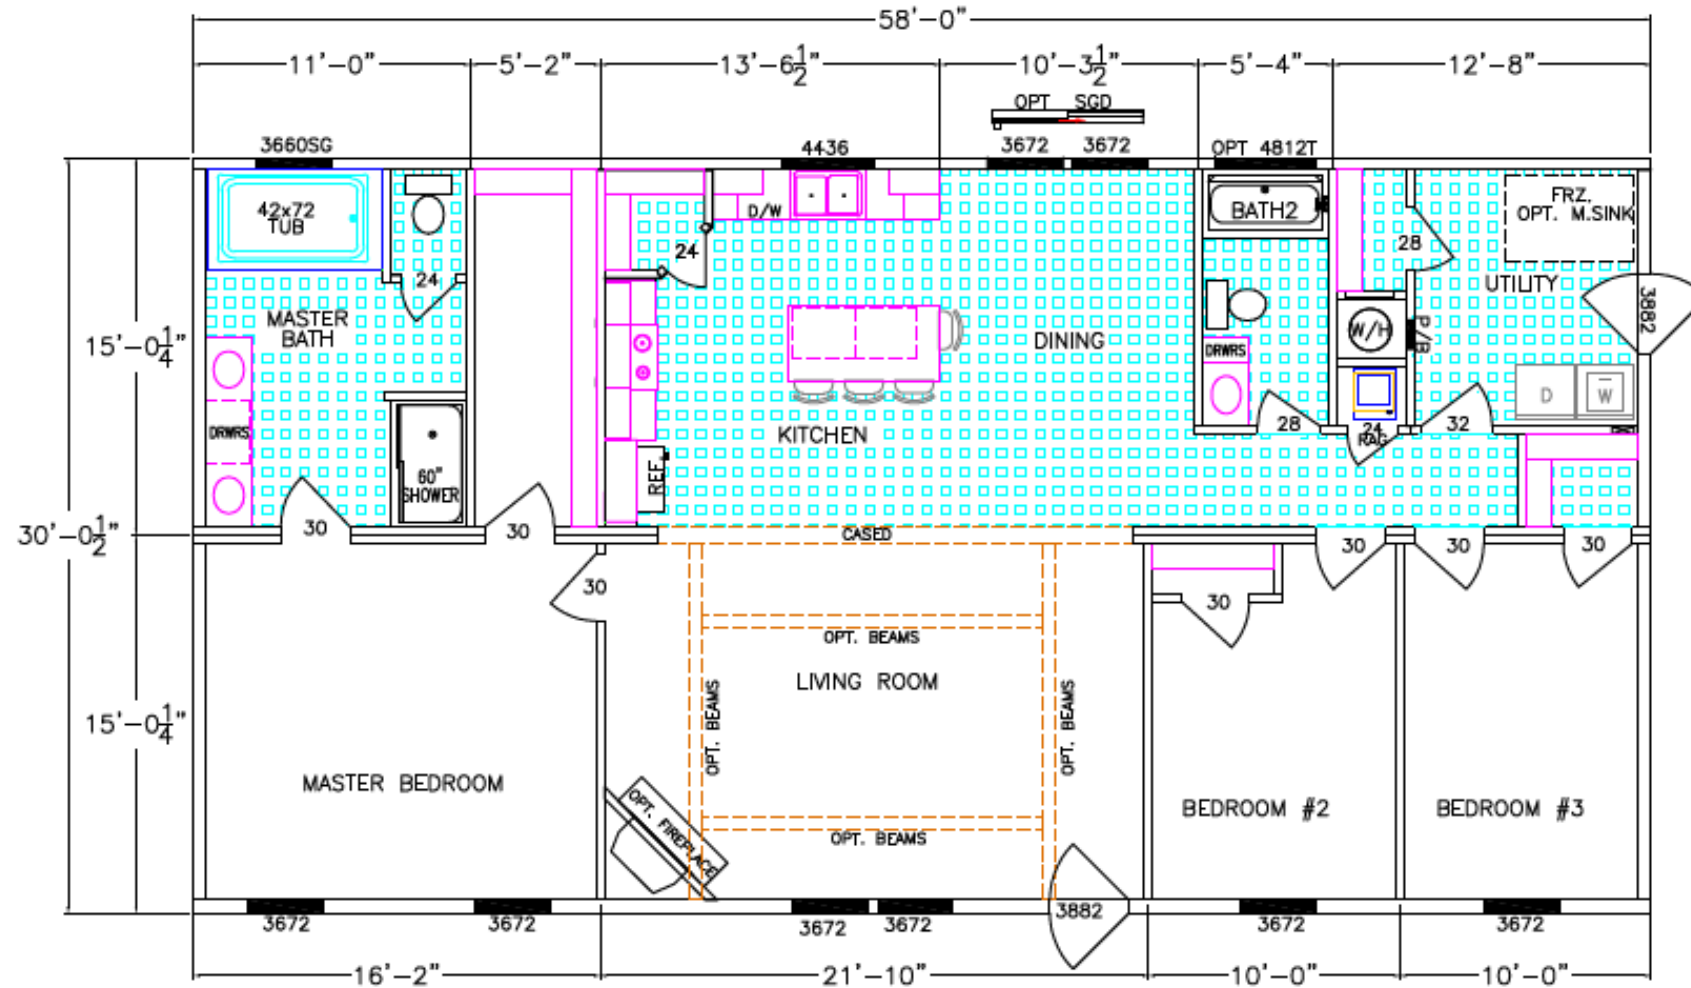 58'-0"
11'-0" 5'-2" 13'-6 1/2" 10'-3 1/2" 5'-4" 12'-8"
OPT SGD
3660SG 4436 3672 3672 OPT 4812T
42x72
TUB
D/W
BATH2
FRZ.
OPT. M.SINK
24
24
28
UTILITY
3882
MASTER
BATH
15'-0 1/4"
DINING
W/H
P/B
DRWRS
D
W
KITCHEN
DRWRS
28
24
RAG
32
60"
SHOWER
REF.
30'-0 1/2"
30
30
CASED
30
30
30
30
30
OPT. BEAMS
LIVING ROOM
OPT. BEAMS
OPT. BEAMS
15'-0 1/4"
MASTER BEDROOM
OPT. FIREPLACE
BEDROOM #2
BEDROOM #3
OPT. BEAMS
3672 3672 3672 3672 3882 3672 3672
16'-2" 21'-10" 10'-0" 10'-0"